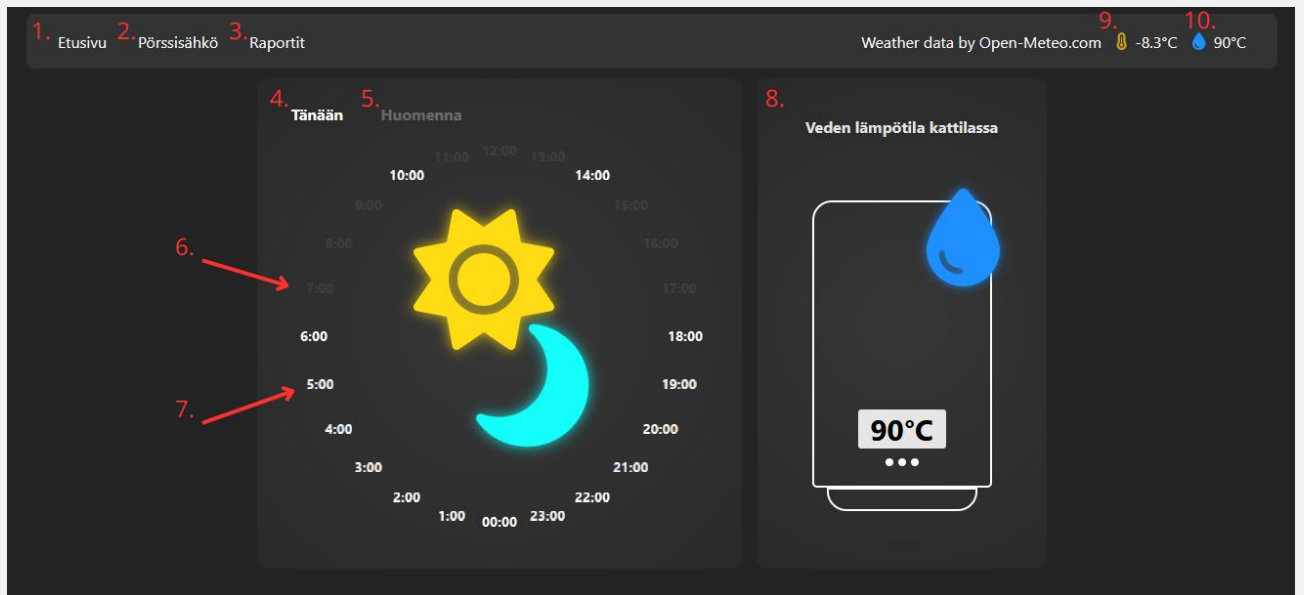 1. Etusivu 2. Pörssisähkö 3. Raportit Weather data by Open-Meteo.com 9. -8.3°C 10. 90°C
4. Tänään 5. Huomenna
11:00 12:00 13:00
10:00 14:00
9:00 15:00
6. 8:00 16:00
7:00 17:00
6:00 18:00
5:00 19:00
7. 4:00 20:00
3:00 21:00
2:00 22:00
1:00 00:00 23:00
8.
Veden lämpötila kattilassa
90°C